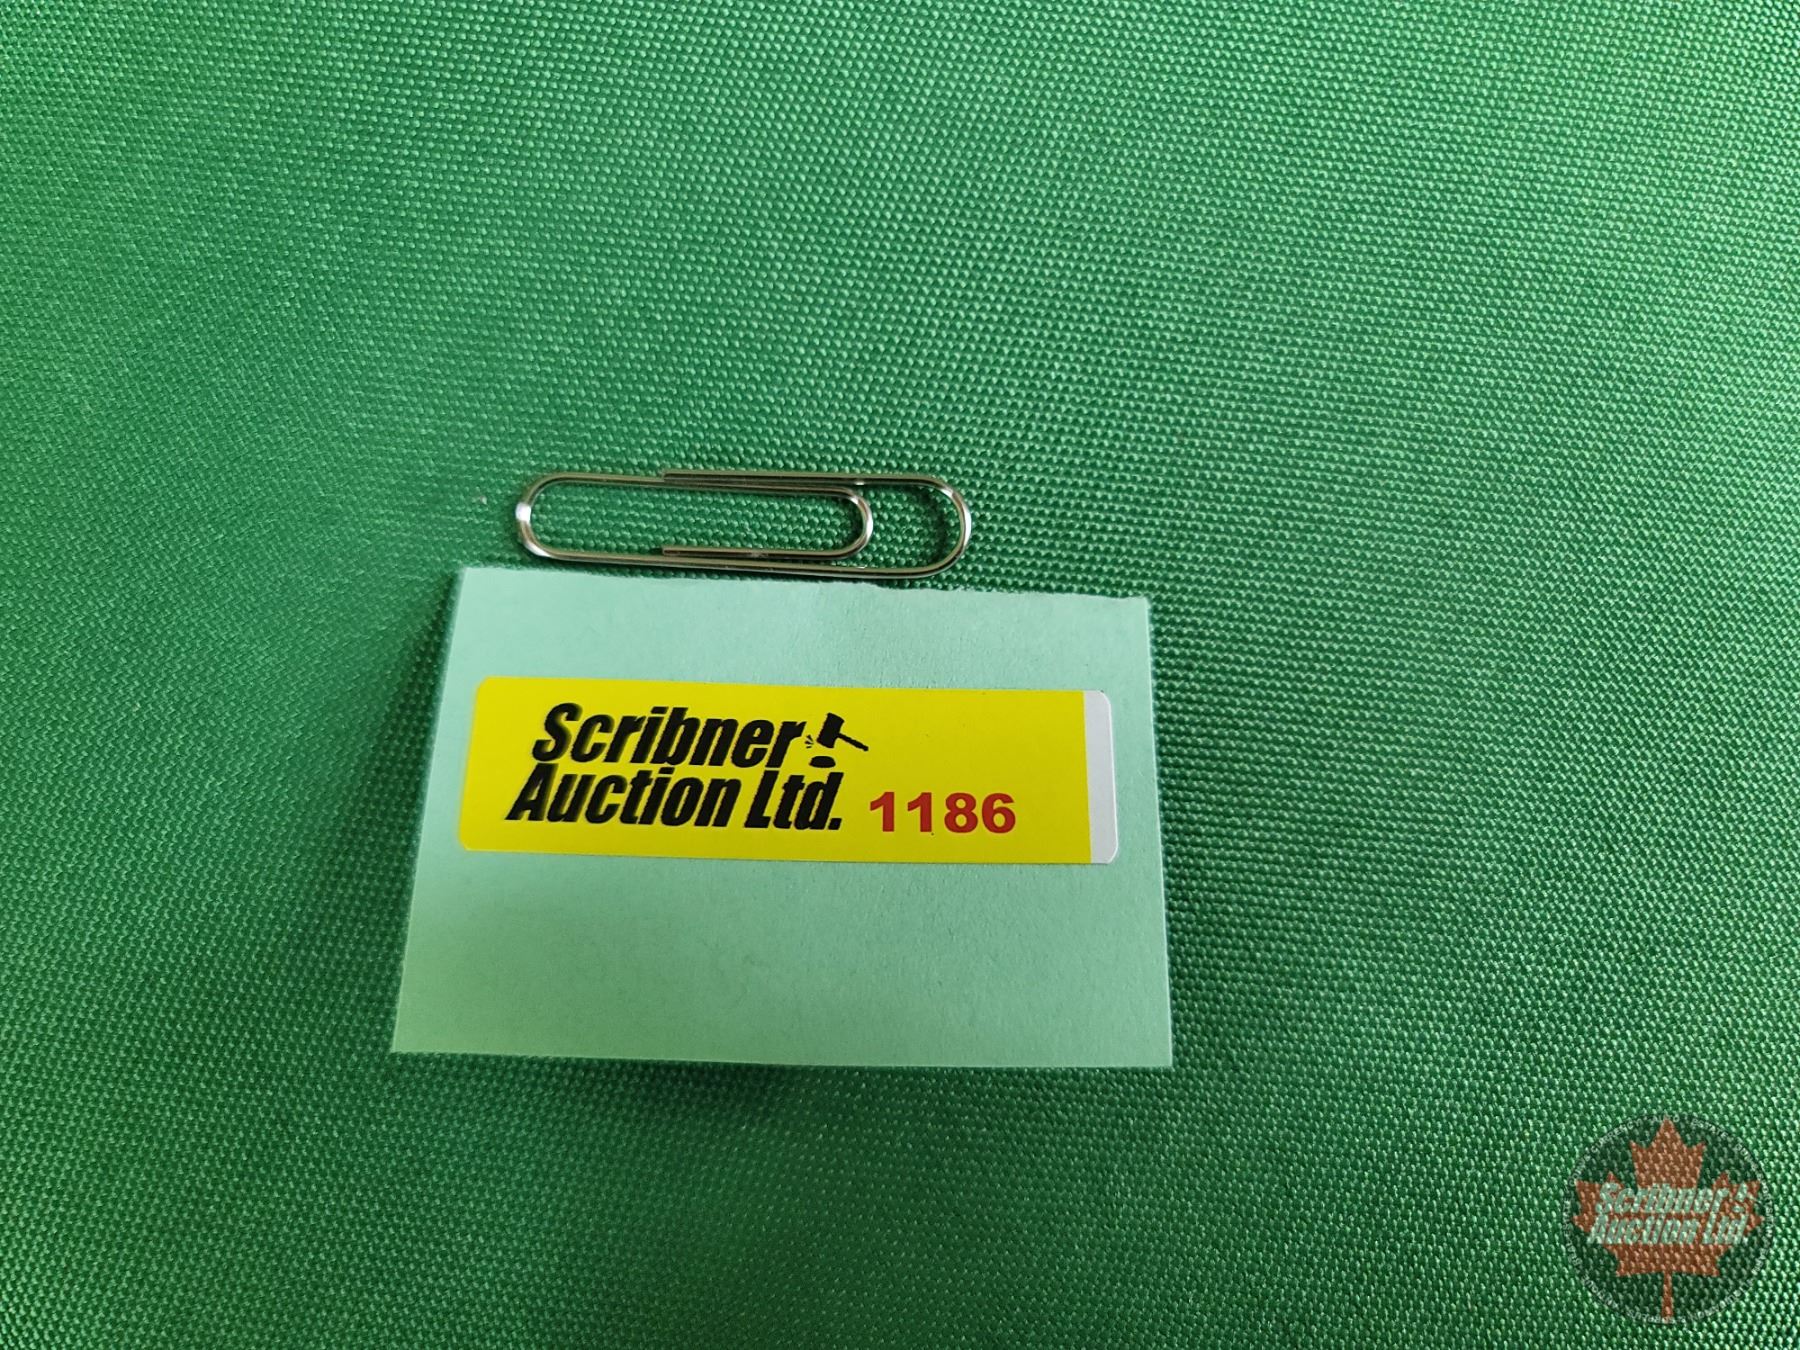 Scribner
Auction Ltd. 1186
Scribner
Auction Ltd.